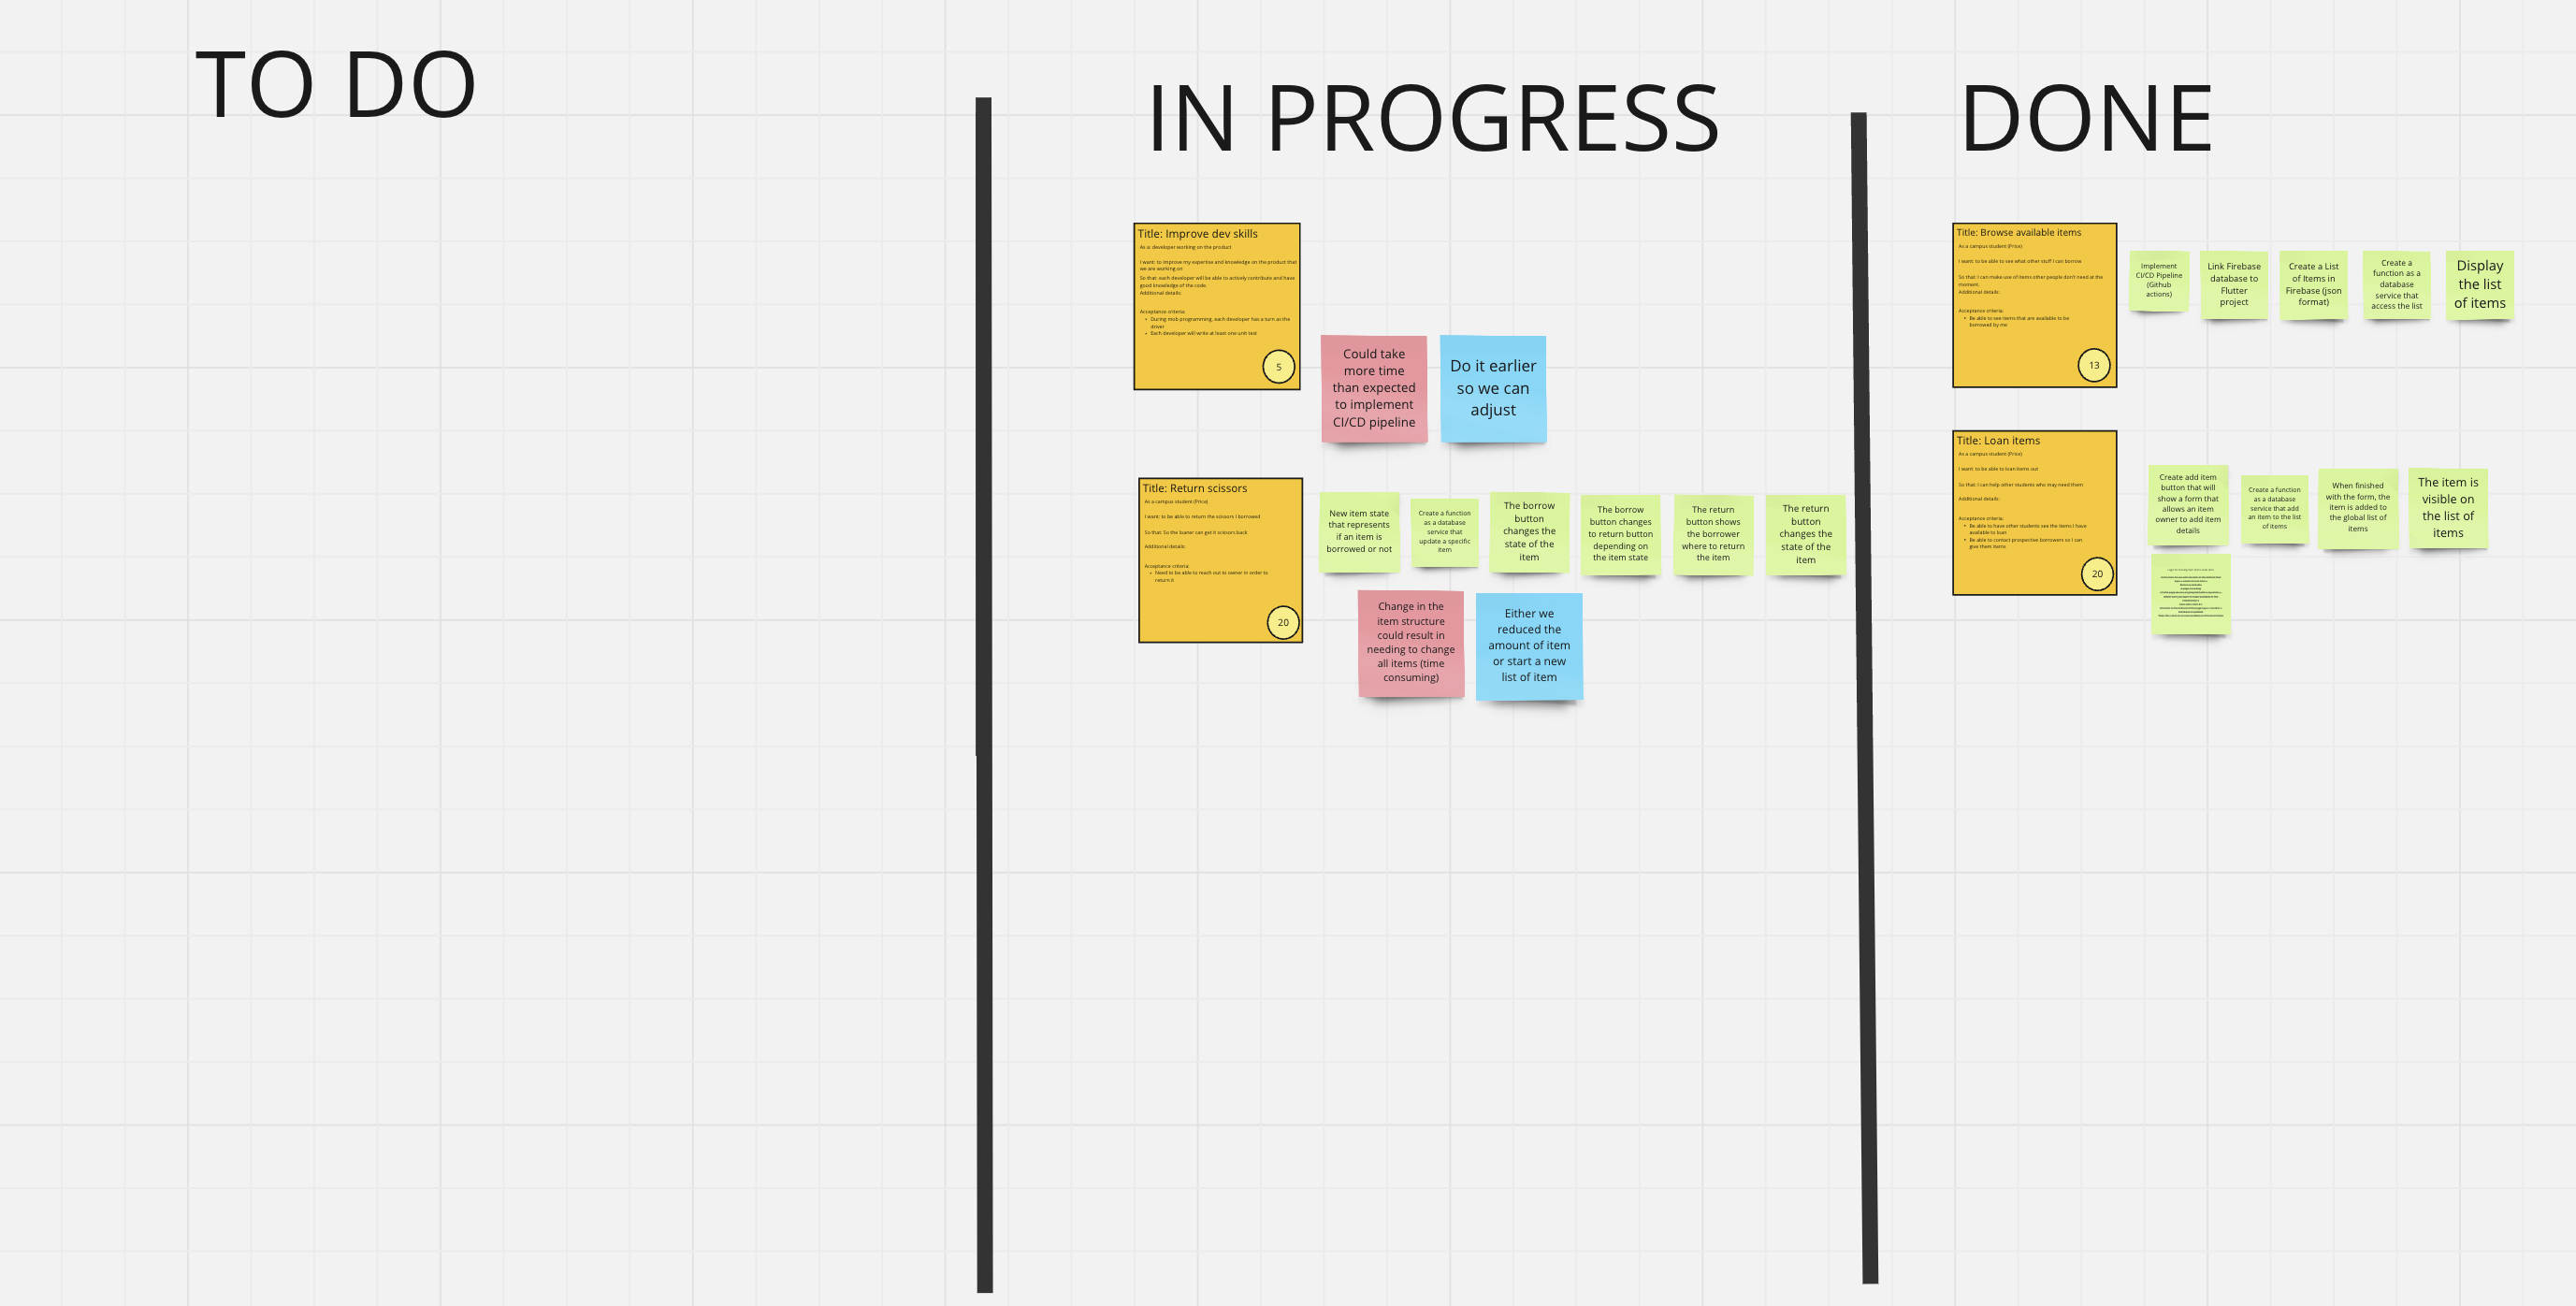 TO DO
IN PROGRESS
DONE
Title: Improve dev skills
As a: developer working on the product
I want: to improve my expertise and knowledge on the product that
we are working on
So that: each developer will be able to actively contribute and have
good knowledge of the code.
Additional details:
Acceptance criteria:
• During mob programming, each developer has a turn as the
driver
• Each developer will write at least one unit test
5
Could take
more time
than expected
to implement
CI/CD pipeline
Do it earlier
so we can
adjust
Title: Return scissors
As a campus student (Price)
I want: to be able to return the scissors I borrowed
So that: So the loaner can get it scissors back
Additional details:
Acceptance criteria:
• Need to be able to reach out to owner in order to
return it
20
New item state
that represents
if an item is
borrowed or not
Create a function
as a database
service that
update a specific
item
The borrow
button
changes the
state of the
item
The borrow
button changes
to return button
depending on
the item state
The return
button shows
the borrower
where to return
the item
The return
button
changes the
state of the
item
Change in the
item structure
could result in
needing to change
all items (time
consuming)
Either we
reduced the
amount of item
or start a new
list of item
Title: Browse available items
As a campus student (Price)
I want: to be able to see what other stuff I can borrow
So that: I can make use of items other people don't need at the
moment.
Additional details:
Acceptance criteria:
• Be able to see items that are available to be
borrowed by me
13
Implement
CI/CD Pipeline
(Github
actions)
Link Firebase
database to
Flutter
project
Create a List
of Items in
Firebase (json
format)
Create a
function as a
database
service that
access the list
Display
the list
of items
Title: Loan items
As a campus student (Price)
I want: to be able to loan items out
So that: I can help other students who may need them
Additional details:
Acceptance criteria:
• Be able to have other students see the items I have
available to loan
• Be able to contact prospective borrowers so I can
give them items
20
Create add item
button that will
show a form that
allows an item
owner to add item
details
Create a function
as a database
service that add
an item to the list
of items
When finished
with the form, the
item is added to
the global list of
items
The item is
visible on
the list of
items